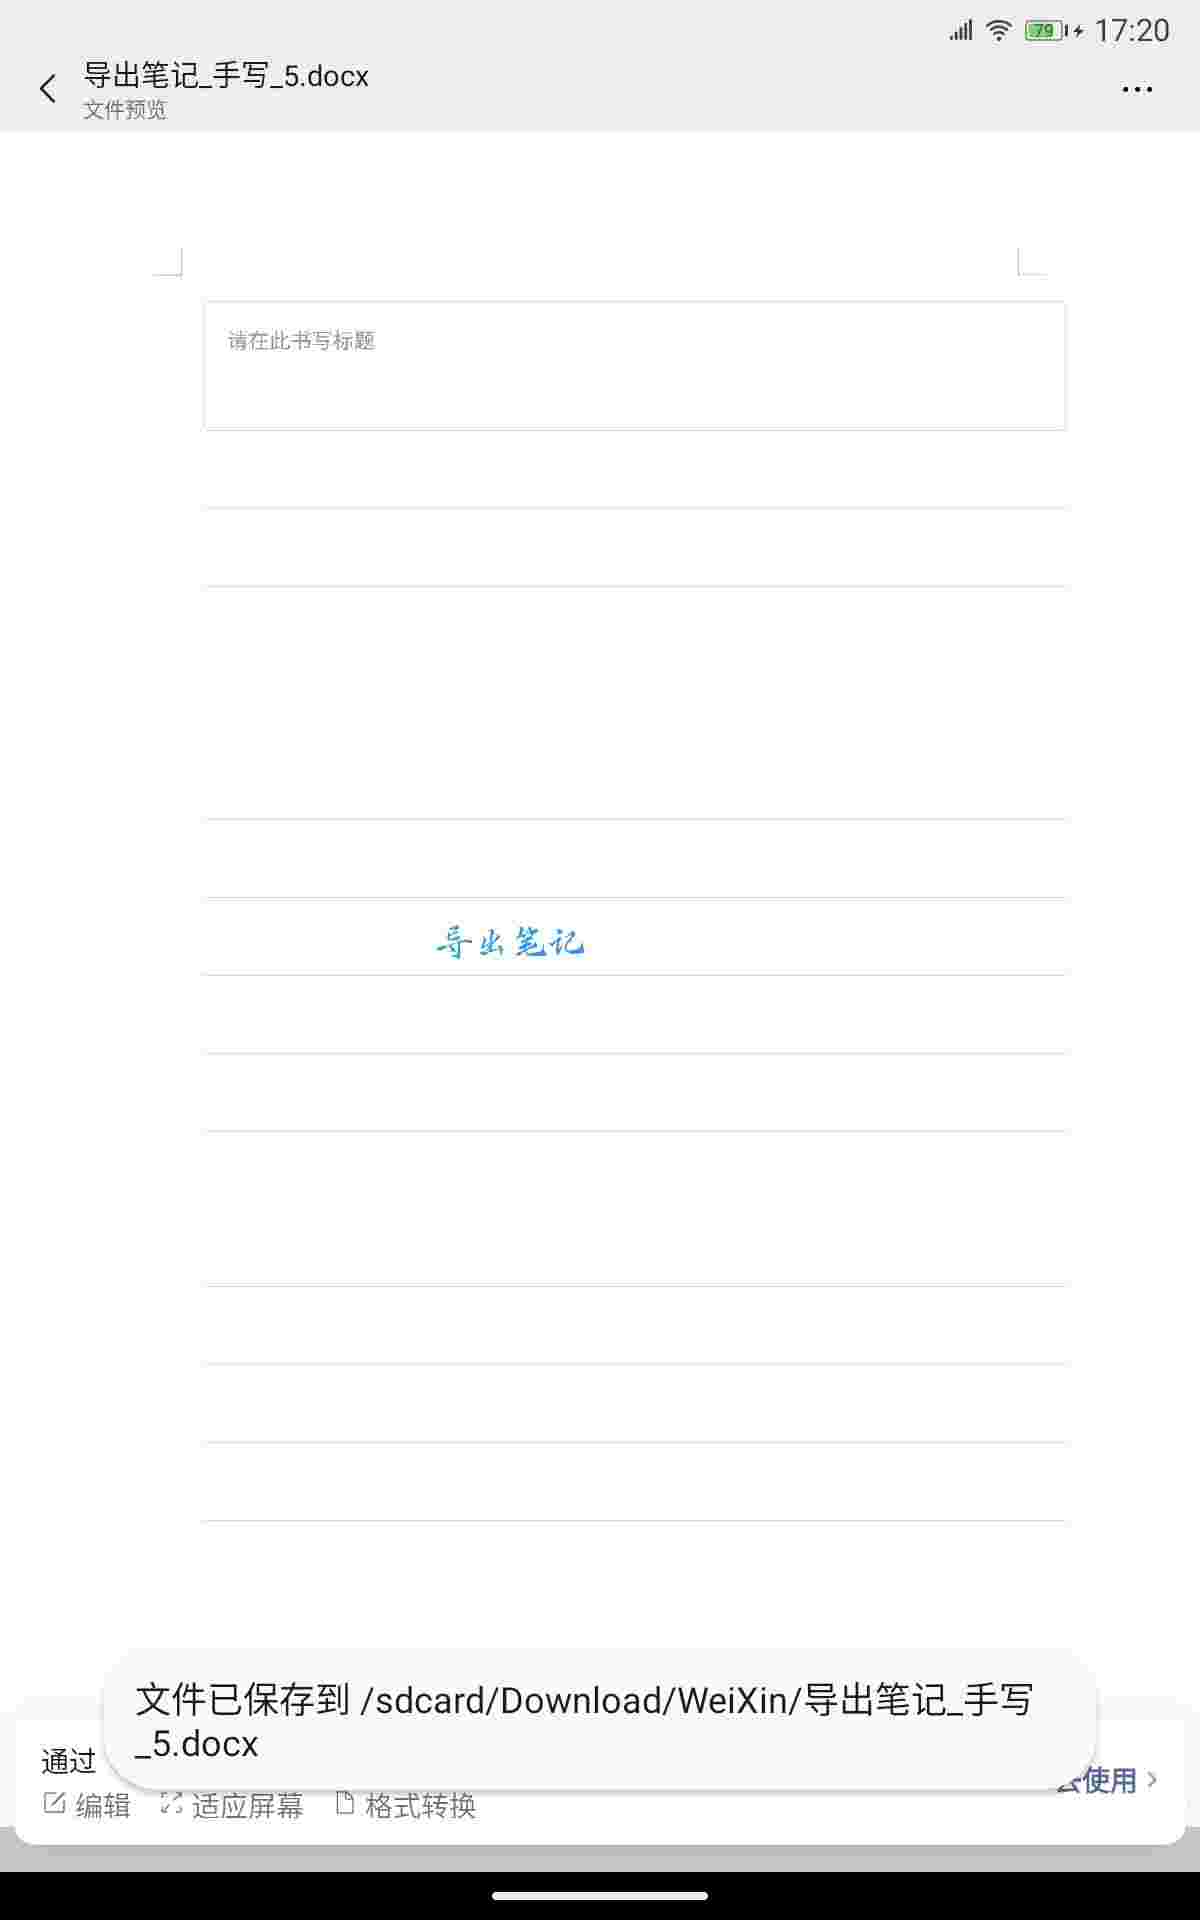 79 17:20
导出笔记_手写_5.docx
文件预览
请在此书写标题
导出笔记
文件已保存到 /sdcard/Download/WeiXin/导出笔记_手写
_5.docx
通过
去使用
编辑 适应屏幕 格式转换